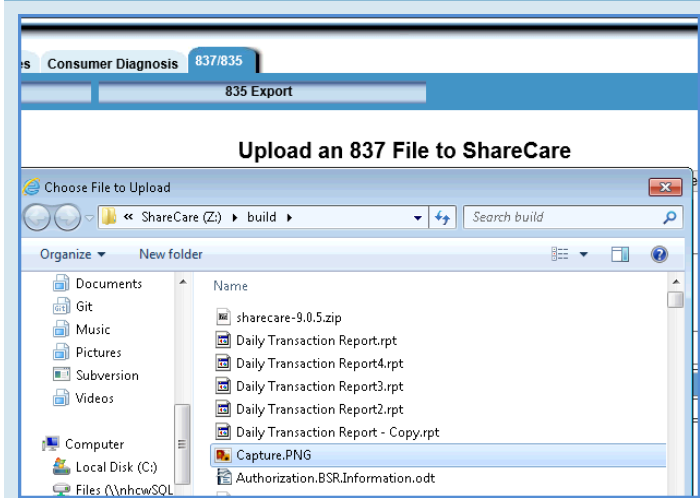 es Consumer Diagnosis 837/835
835 Export
Upload an 837 File to ShareCare
Choose File to Upload
« ShareCare (Z:) ▸ build ▸ Search build
Organize ▼ New folder
Documents
Name
Git
sharecare-9.0.5.zip
Music
Daily Transaction Report.rpt
Pictures
Daily Transaction Report4.rpt
Subversion
Daily Transaction Report3.rpt
Videos
Daily Transaction Report2.rpt
Daily Transaction Report - Copy.rpt
Computer
Capture.PNG
Local Disk (C:)
Authorization.BSR.Information.odt
Files (\\nhcwSQL